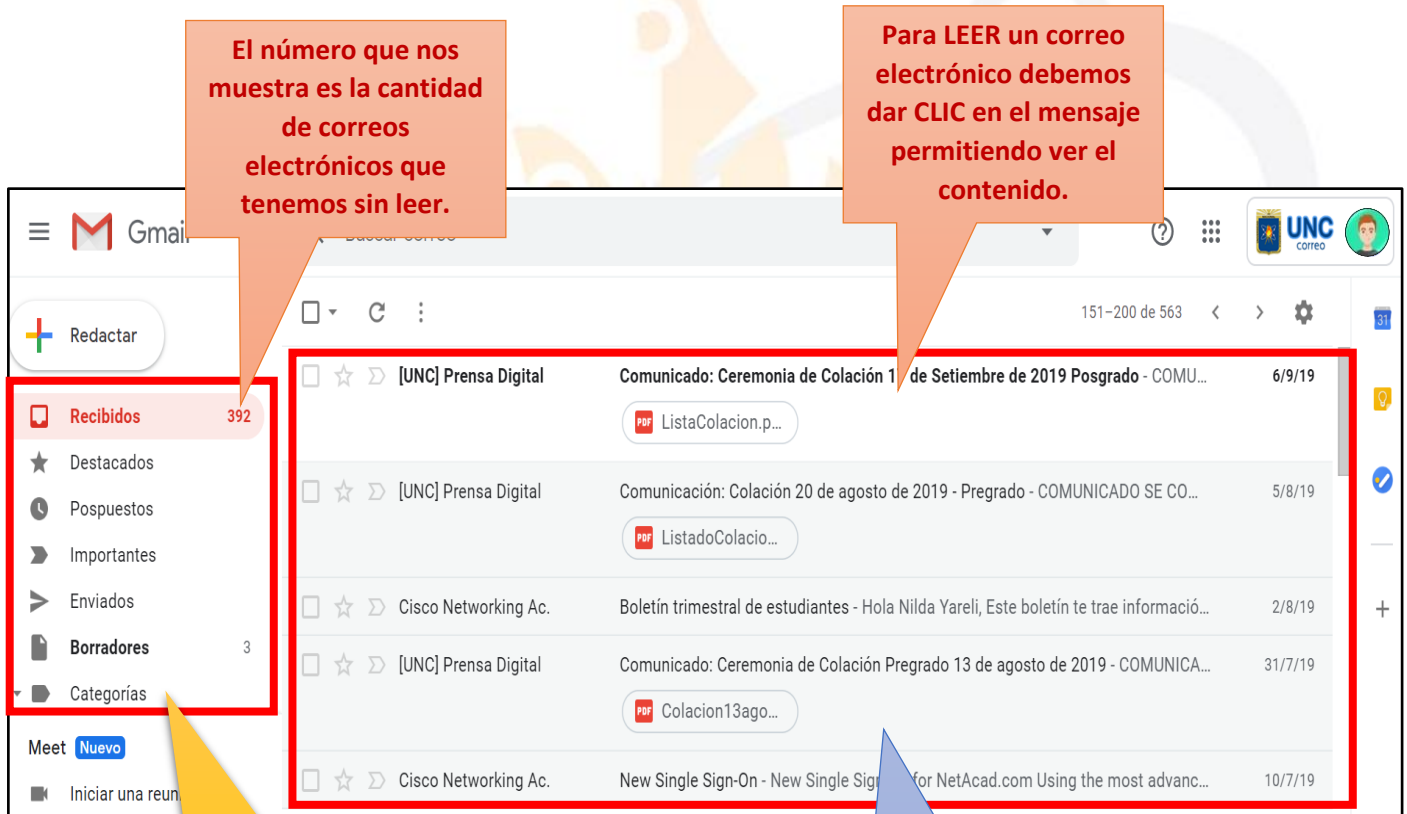 El número que nos
muestra es la cantidad
de correos
electrónicos que
tenemos sin leer.
Para LEER un correo
electrónico debemos
dar CLIC en el mensaje
permitiendo ver el
contenido.
Gmail
UNC
correo
Redactar
151–200 de 563
31
Recibidos 392
Destacados
Pospuestos
Importantes
Enviados
Borradores 3
Categorías
Meet Nuevo
Iniciar una
[UNC] Prensa Digital Comunicado: Ceremonia de Colación de Setiembre de 2019 Posgrado - COMU... 6/9/19
PDF ListaColacion.p...
[UNC] Prensa Digital Comunicación: Colación 20 de agosto de 2019 - Pregrado - COMUNICADO SE CO... 5/8/19
PDF ListadoColacio...
Cisco Networking Ac. Boletín trimestral de estudiantes - Hola Nilda Yareli, Este boletín te trae informació... 2/8/19
[UNC] Prensa Digital Comunicado: Ceremonia de Colación Pregrado 13 de agosto de 2019 - COMUNICA... 31/7/19
PDF Colacion13ago...
Cisco Networking Ac. New Single Sign-On - New Single for NetAcad.com Using the most advanc... 10/7/19